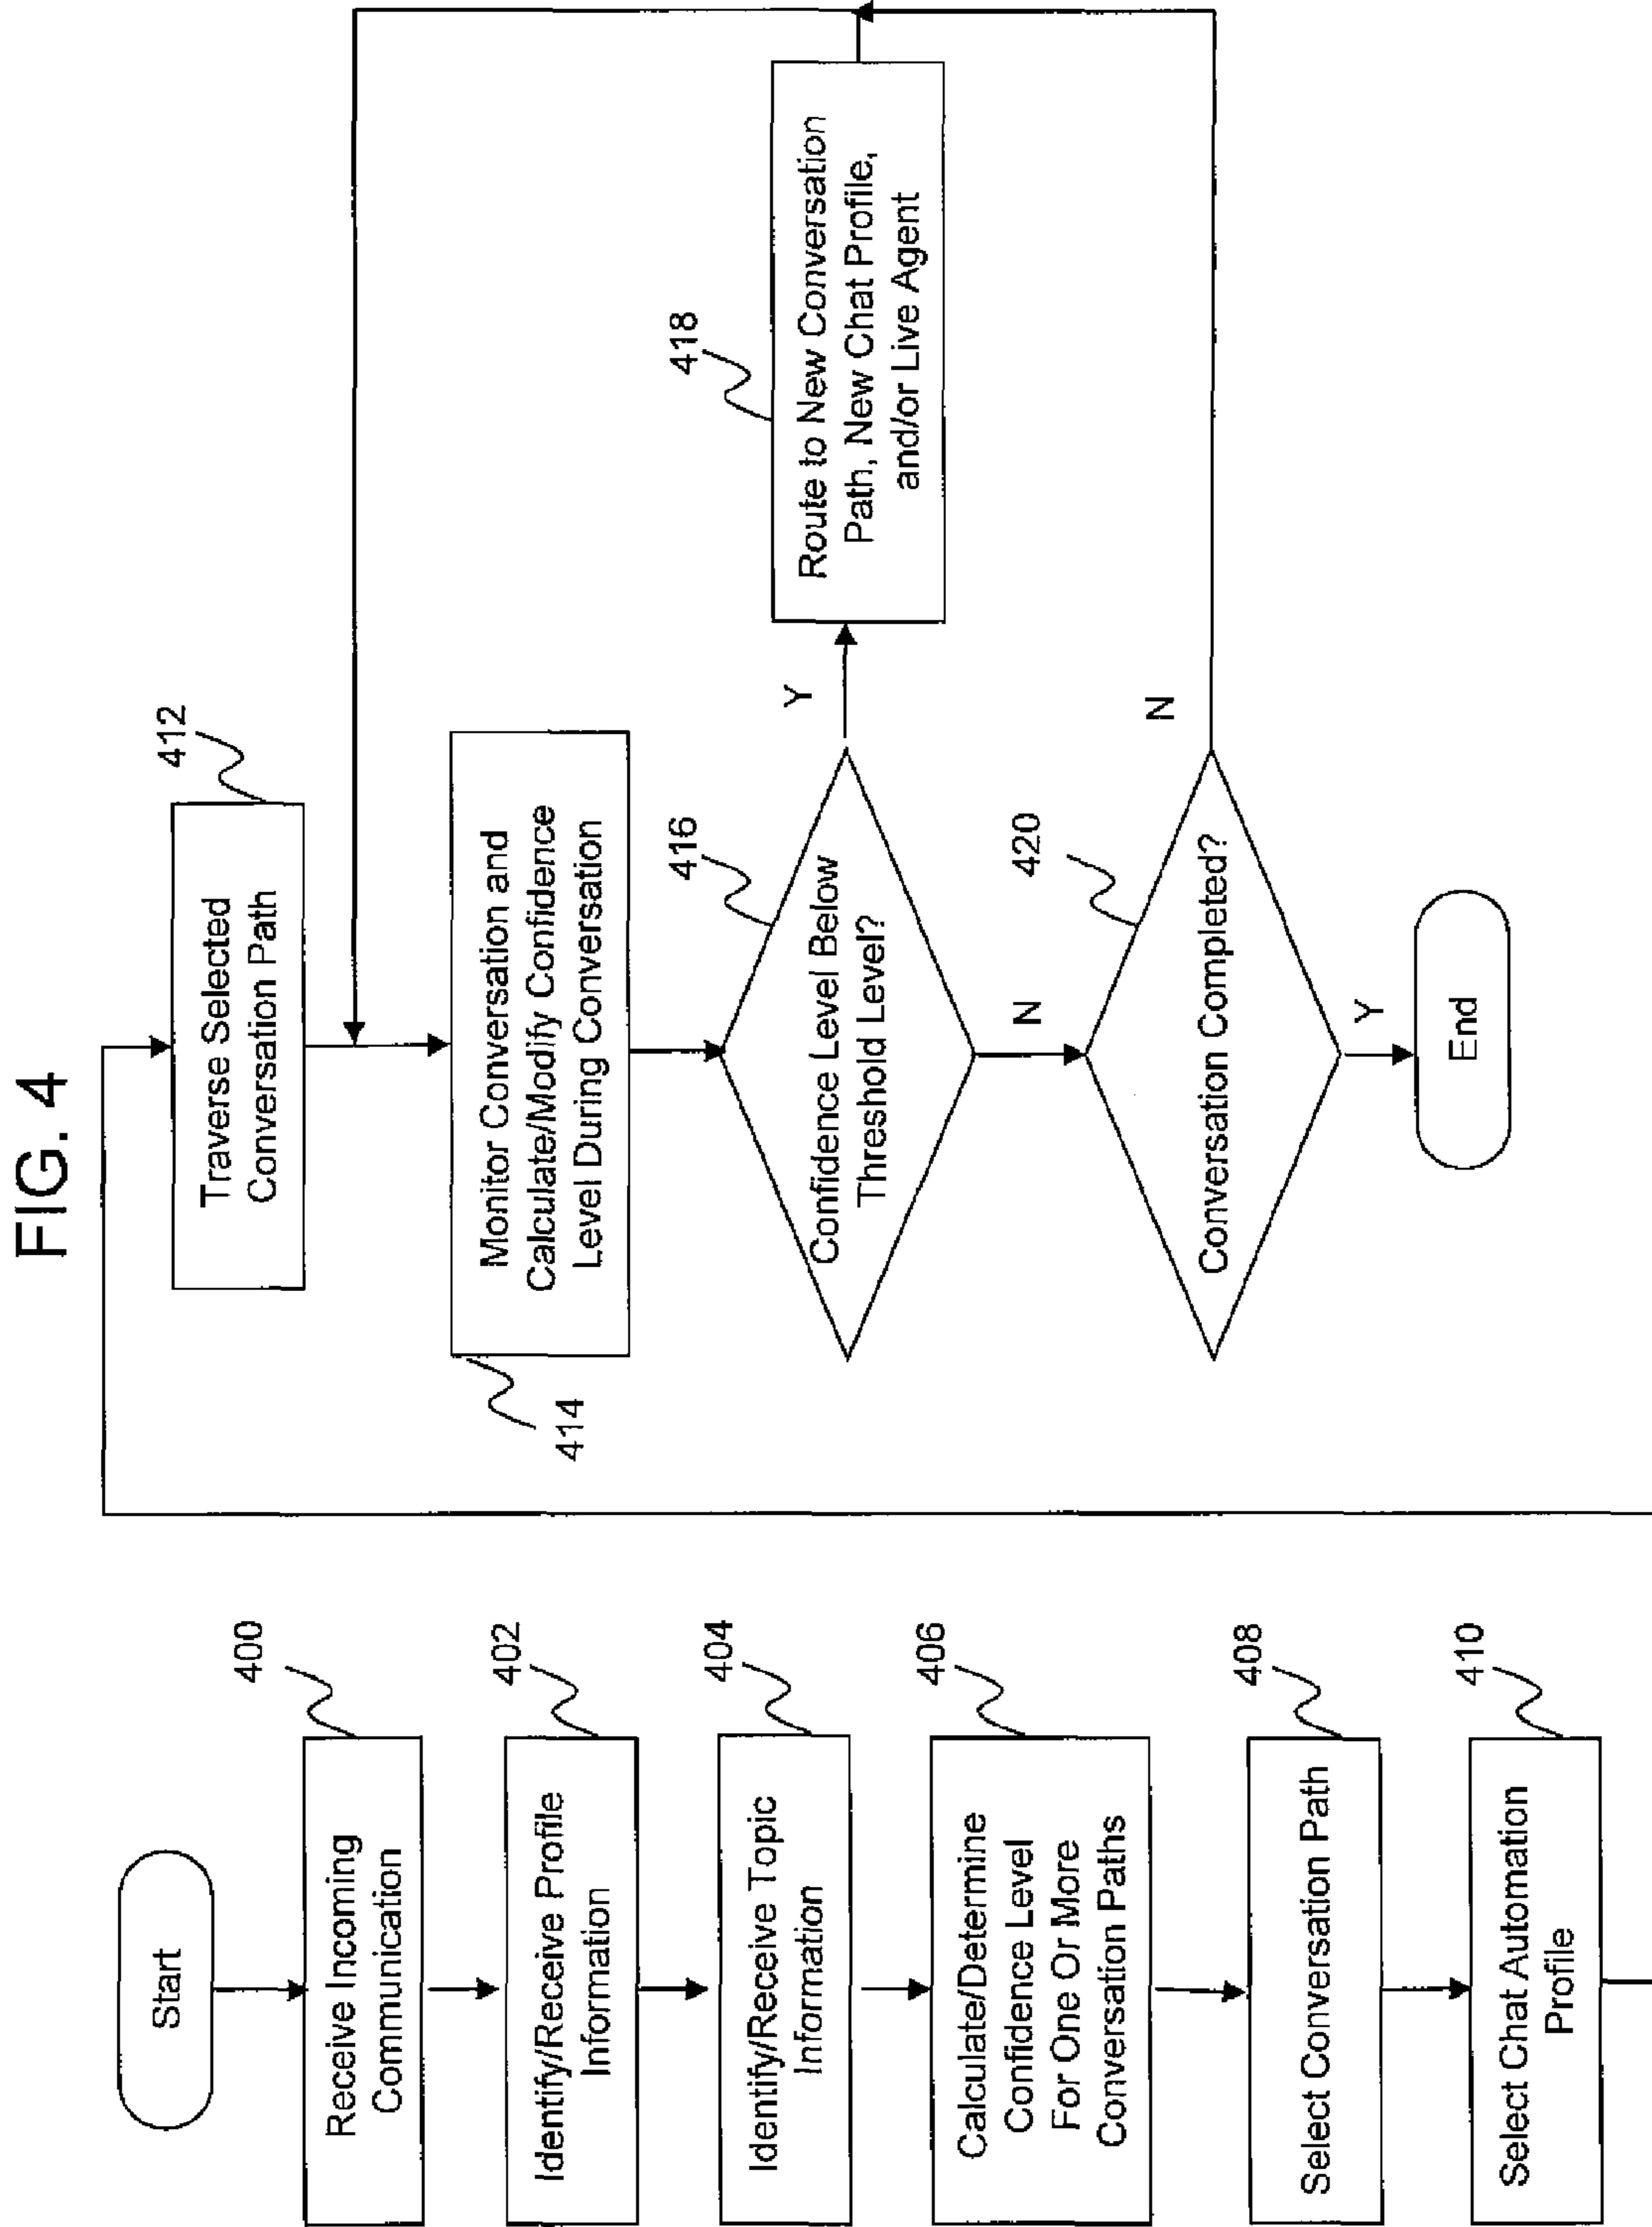 FIG. 4
Start
400
Receive Incoming
Communication
402
Identify/Receive Profile
Information
404
Identify/Receive Topic
Information
406
Calculate/Determine
Confidence Level
For One Or More
Conversation Paths
408
Select Conversation Path
410
Select Chat Automation
Profile
412
Traverse Selected
Conversation Path
414
Monitor Conversation and
Calculate/Modify Confidence
Level During Conversation
416
Confidence Level Below
Threshold Level?
Y
418
Route to New Conversation
Path, New Chat Profile,
and/or Live Agent
N
420
Conversation Completed?
N
Y
End